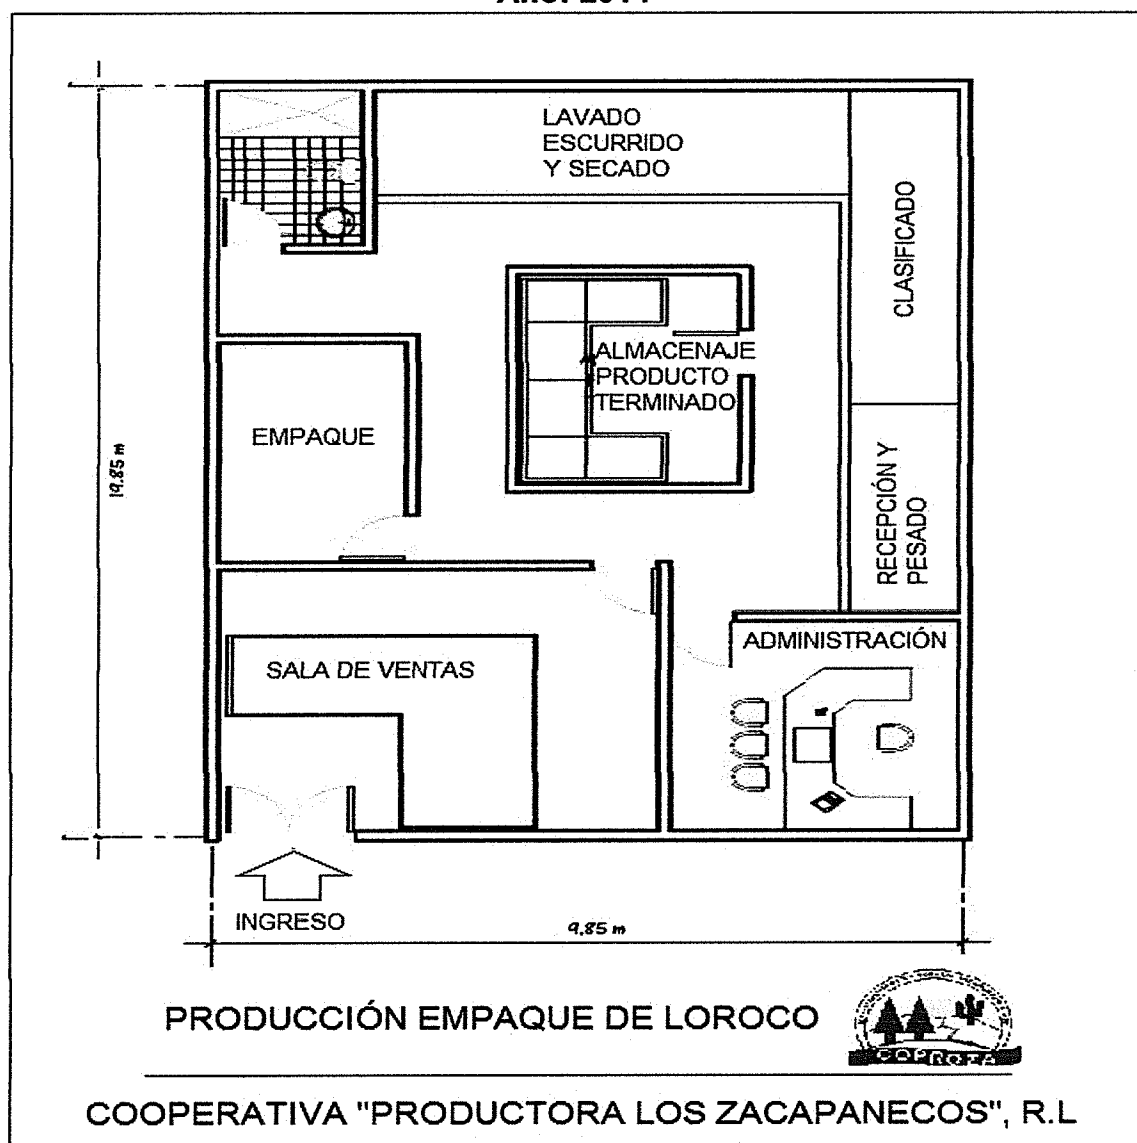 LAVADO
ESCURRIDO
Y SECADO
CLASIFICADO
ALMACENAJE
PRODUCTO
TERMINADO
EMPAQUE
RECEPCIÓN Y
PESADO
19.85 m
ADMINISTRACIÓN
SALA DE VENTAS
INGRESO
9.85 m
PRODUCCIÓN EMPAQUE DE LOROCO
COPROZA
COOPERATIVA "PRODUCTORA LOS ZACAPANECOS", R.L